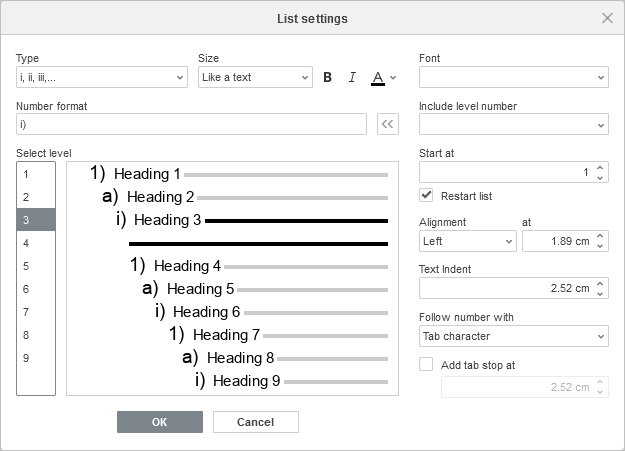 List settings
Type
Size
Font
i, ii, iii,...
Like a text
B
I
A
Number format
Include level number
i)
Select level
Start at
1
2
3
4
5
6
7
8
9
1) Heading 1
a) Heading 2
i) Heading 3
1) Heading 4
a) Heading 5
i) Heading 6
1) Heading 7
a) Heading 8
i) Heading 9
1
Restart list
Alignment
at
Left
1.89 cm
Text Indent
2.52 cm
Follow number with
Tab character
Add tab stop at
2.52 cm
OK
Cancel